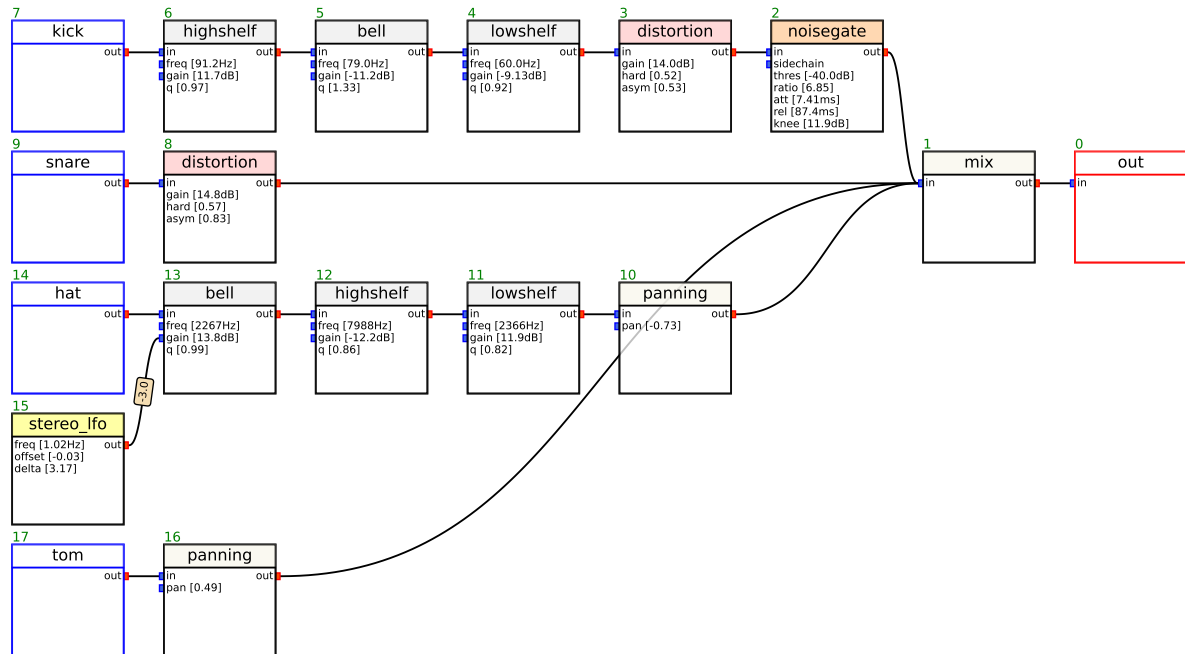 7
kick
out
6
highshelf
in out
freq [91.2Hz]
gain [11.7dB]
q [0.97]
5
bell
in out
freq [79.0Hz]
gain [-11.2dB]
q [1.33]
4
lowshelf
in out
freq [60.0Hz]
gain [-9.13dB]
q [0.92]
3
distortion
in out
gain [14.0dB]
hard [0.52]
asym [0.53]
2
noisegate
in out
sidechain
thres [-40.0dB]
ratio [6.85]
att [7.41ms]
rel [87.4ms]
knee [11.9dB]
9
snare
out
8
distortion
in out
gain [14.8dB]
hard [0.57]
asym [0.83]
1
mix
in out
0
out
in
14
hat
out
13
bell
in out
freq [2267Hz]
gain [13.8dB]
q [0.99]
12
highshelf
in out
freq [7988Hz]
gain [-12.2dB]
q [0.86]
11
lowshelf
in out
freq [2366Hz]
gain [11.9dB]
q [0.82]
10
panning
in out
pan [-0.73]
-3.0
15
stereo_lfo
freq [1.02Hz] out
offset [-0.03]
delta [3.17]
17
tom
out
16
panning
in out
pan [0.49]